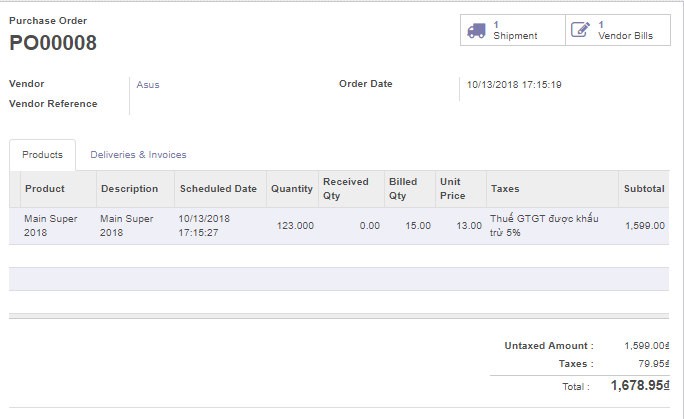 Purchase Order
PO00008
1
Shipment
1
Vendor Bills
Vendor
Asus
Order Date
10/13/2018 17:15:19
Vendor Reference
Products
Deliveries & Invoices
Product
Description
Scheduled Date
Quantity
Received
Qty
Billed
Qty
Unit
Price
Taxes
Subtotal
Main Super
2018
Main Super
2018
10/13/2018
17:15:27
123.000
0.00
15.00
13.00
Thuế GTGT được khấu
trừ 5%
1,599.00
Untaxed Amount :
1,599.00₫
Taxes :
79.95₫
Total :
1,678.95₫